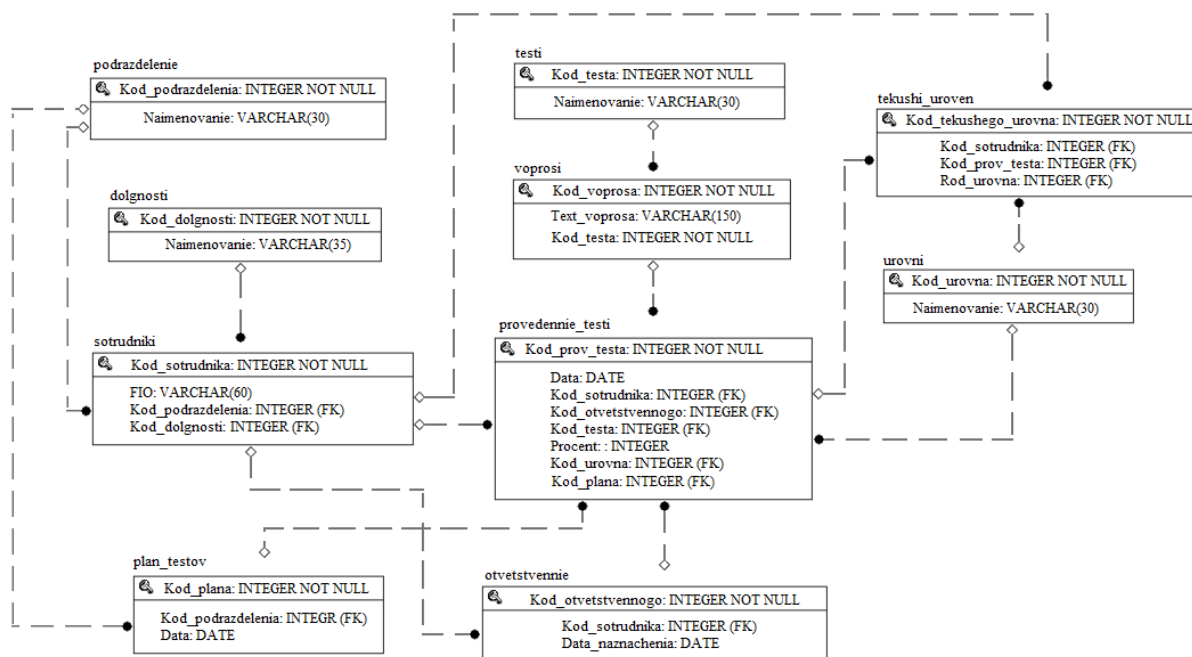 podrazdelenie
Kod_podrazdelenia: INTEGER NOT NULL
Naimenovanie: VARCHAR(30)
testi
Kod_testa: INTEGER NOT NULL
Naimenovanie: VARCHAR(30)
tekushi_uroven
Kod_tekushego_urovna: INTEGER NOT NULL
Kod_sotrudnika: INTEGER (FK)
Kod_prov_testa: INTEGER (FK)
Rod_urovna: INTEGER (FK)
dolgnosti
Kod_dolgnosti: INTEGER NOT NULL
Naimenovanie: VARCHAR(35)
voprosi
Kod_voprosa: INTEGER NOT NULL
Text_voprosa: VARCHAR(150)
Kod_testa: INTEGER NOT NULL
urovni
Kod_urovna: INTEGER NOT NULL
Naimenovanie: VARCHAR(30)
sotrudniki
Kod_sotrudnika: INTEGER NOT NULL
FIO: VARCHAR(60)
Kod_podrazdelenia: INTEGER (FK)
Kod_dolgnosti: INTEGER (FK)
provedennie_testi
Kod_prov_testa: INTEGER NOT NULL
Data: DATE
Kod_sotrudnika: INTEGER (FK)
Kod_otvetstvennogo: INTEGER (FK)
Kod_testa: INTEGER (FK)
Procent: : INTEGER
Kod_urovna: INTEGER (FK)
Kod_plana: INTEGER (FK)
plan_testov
Kod_plana: INTEGER NOT NULL
Kod_podrazdelenia: INTEGR (FK)
Data: DATE
otvetstvennie
Kod_otvetstvennogo: INTEGER NOT NULL
Kod_sotrudnika: INTEGER (FK)
Data_naznachenia: DATE